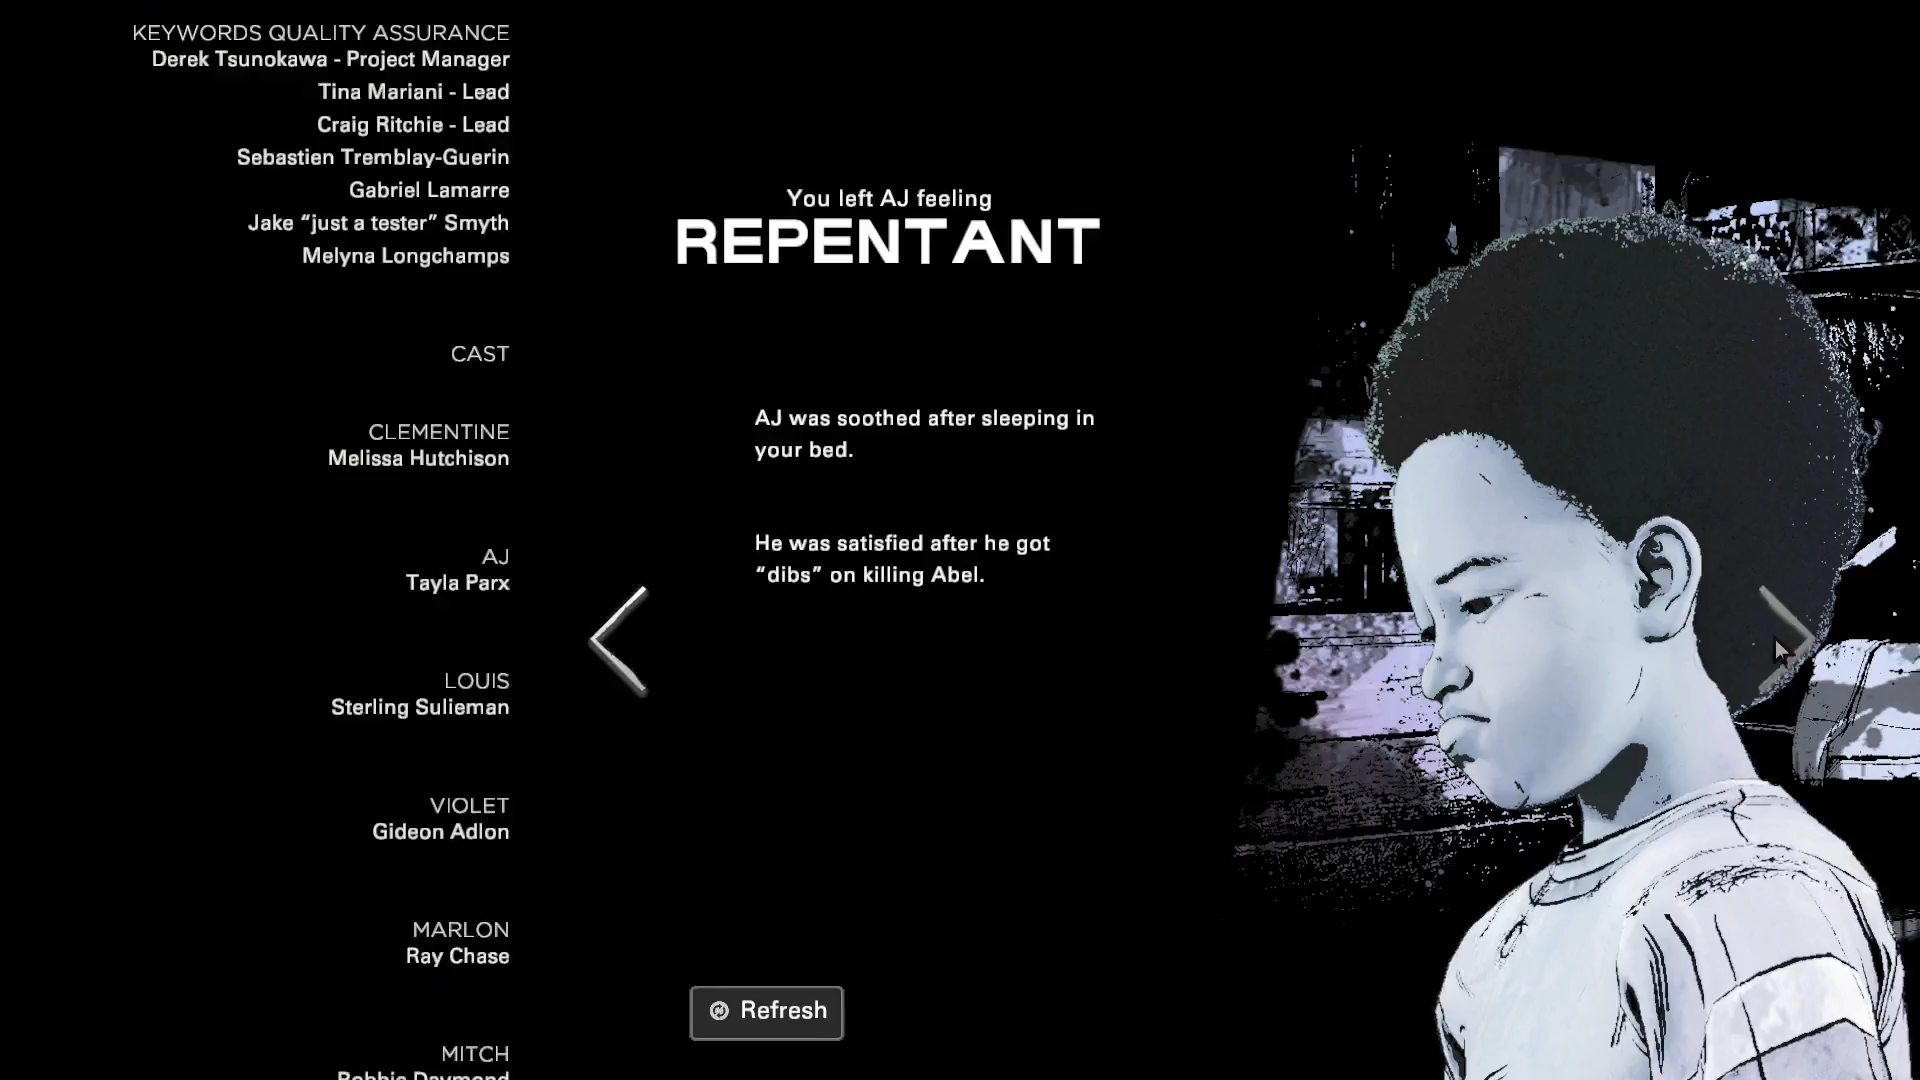 KEYWORDS QUALITY ASSURANCE
Derek Tsunokawa - Project Manager
Tina Mariani - Lead
Craig Ritchie - Lead
Sebastien Tremblay-Guerin
Gabriel Lamarre
Jake “just a tester” Smyth
Melyna Longchamps
CAST
CLEMENTINE
Melissa Hutchison
AJ
Tayla Parx
LOUIS
Sterling Sulieman
VIOLET
Gideon Adlon
MARLON
Ray Chase
MITCH
Robbie Daymond
You left AJ feeling
REPENTANT
AJ was soothed after sleeping in
your bed.
He was satisfied after he got
“dibs” on killing Abel.
Refresh